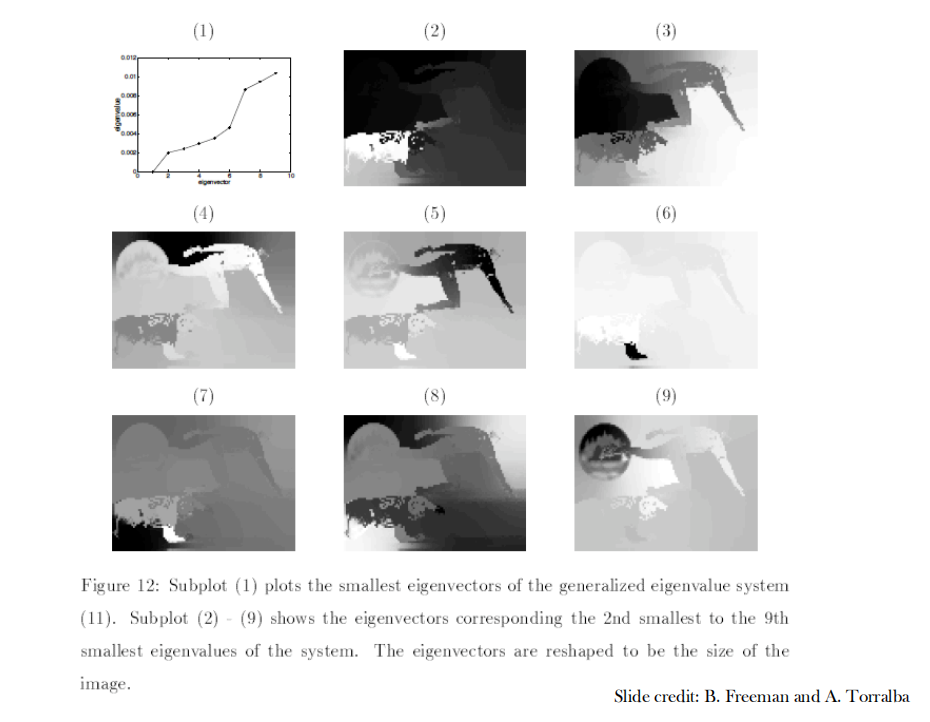 (1)
(2)
(3)
0.012
0.01
0.008
0.006
0.004
0.002
0
eigenvalue
0 2 4 6 8 10
eigenvector
(4)
(5)
(6)
(7)
(8)
(9)
Figure 12: Subplot (1) plots the smallest eigenvectors of the generalized eigenvalue system
(11). Subplot (2) - (9) shows the eigenvectors corresponding the 2nd smallest to the 9th
smallest eigenvalues of the system. The eigenvectors are reshaped to be the size of the
image.
Slide credit: B. Freeman and A. Torralba